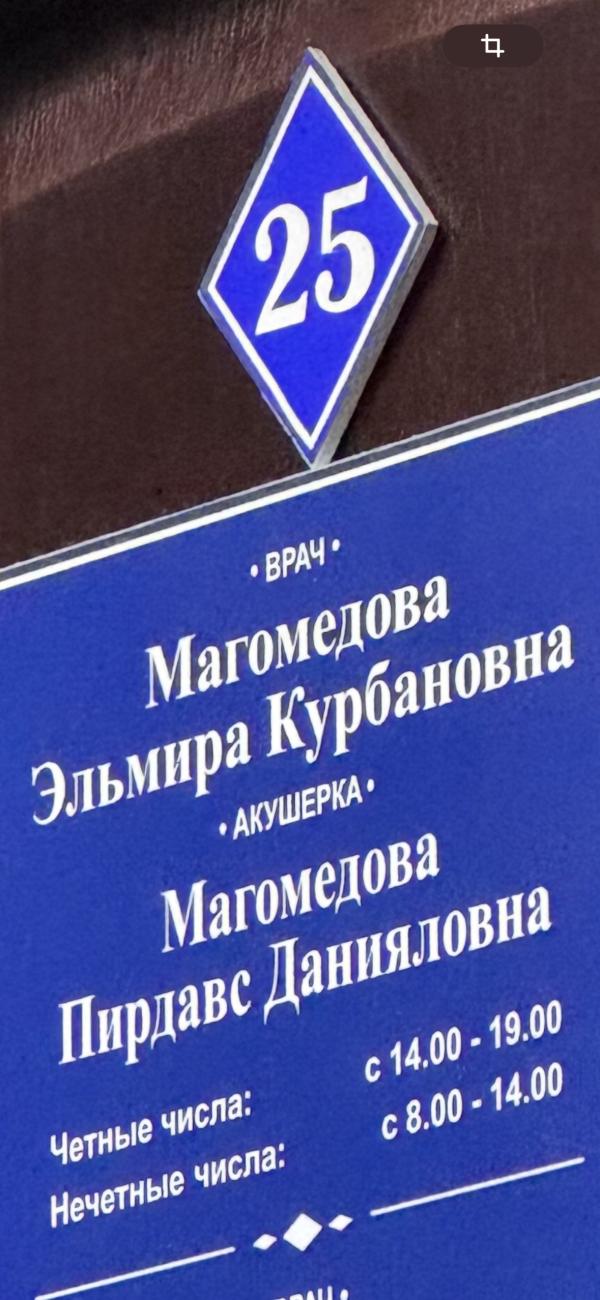 25
• ВРАЧ •
Магомедова
Эльмира Курбановна
• АКУШЕРКА •
Магомедова
Пирдавс Данияловна
Четные числа: с 14.00 - 19.00
Нечетные числа: с 8.00 - 14.00